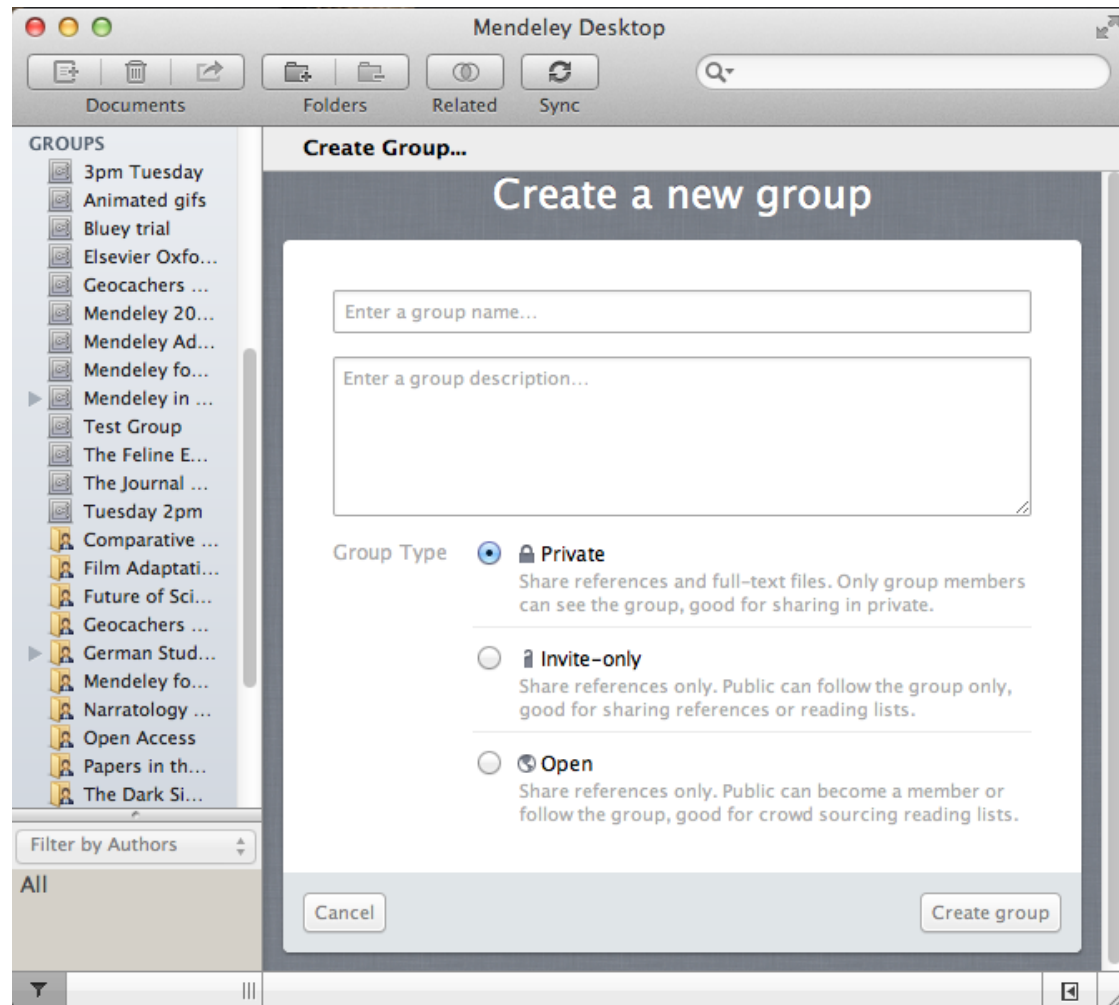 Mendeley Desktop
Documents
Folders
Related
Sync
GROUPS
3pm Tuesday
Animated gifs
Bluey trial
Elsevier Oxfo...
Geocachers ...
Mendeley 20...
Mendeley Ad...
Mendeley fo...
Mendeley in ...
Test Group
The Feline E...
The Journal ...
Tuesday 2pm
Comparative ...
Film Adaptati...
Future of Sci...
Geocachers ...
German Stud...
Mendeley fo...
Narratology ...
Open Access
Papers in th...
The Dark Si...
Filter by Authors
All
Create Group...
Create a new group
Enter a group name...
Enter a group description...
Group Type
Private
Share references and full-text files. Only group members
can see the group, good for sharing in private.
Invite-only
Share references only. Public can follow the group only,
good for sharing references or reading lists.
Open
Share references only. Public can become a member or
follow the group, good for crowd sourcing reading lists.
Cancel
Create group